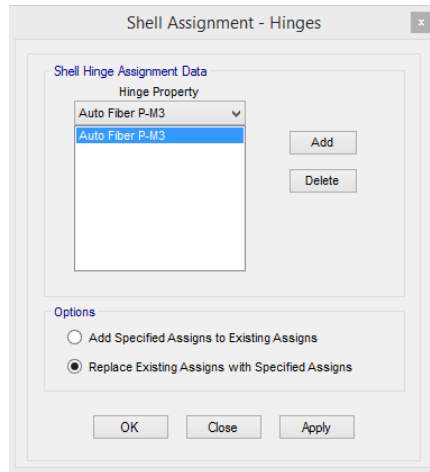 Shell Assignment - Hinges
x
Shell Hinge Assignment Data
Hinge Property
Auto Fiber P-M3
Auto Fiber P-M3
Add
Delete
Options
Add Specified Assigns to Existing Assigns
Replace Existing Assigns with Specified Assigns
OK Close Apply